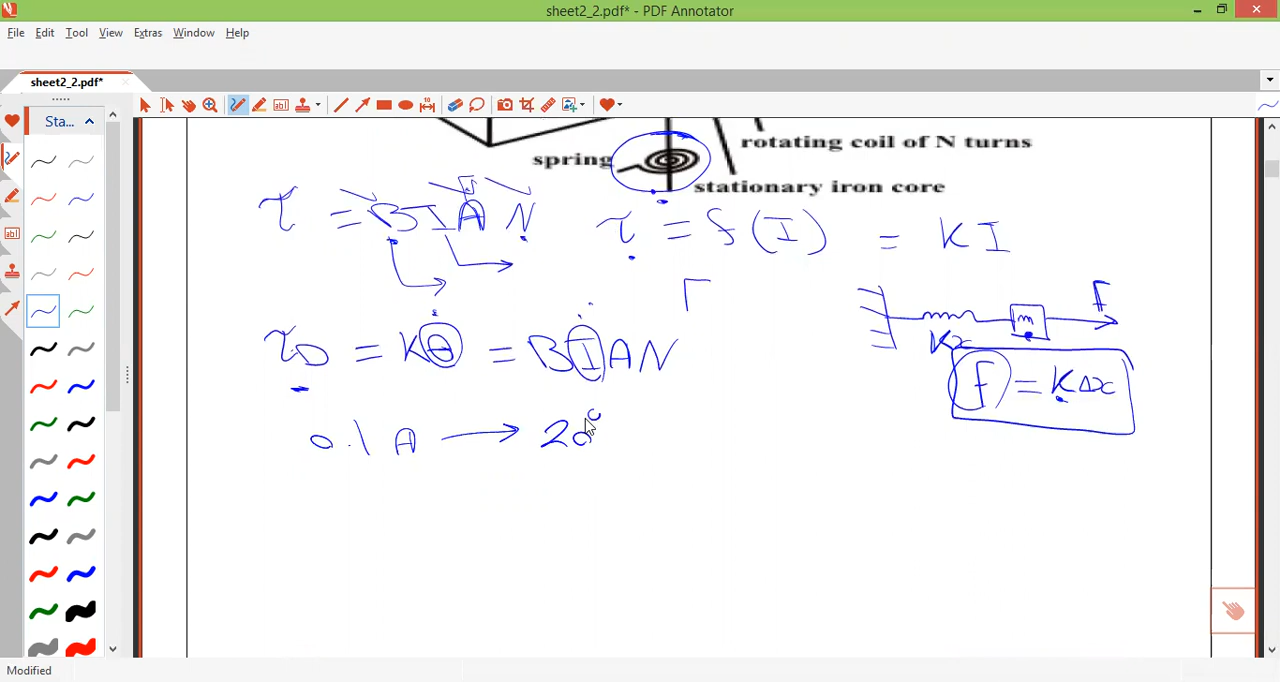 sheet2_2.pdf* - PDF Annotator
File Edit Tool View Extras Window Help
sheet2_2.pdf*
Sta...
rotating coil of N turns
spring
stationary iron core
τ = BIAN
τ = f(I) = KI
F
m
Kx
τD = Kθ = BIAN
F = KΔx
0.1 A → 20°
Modified